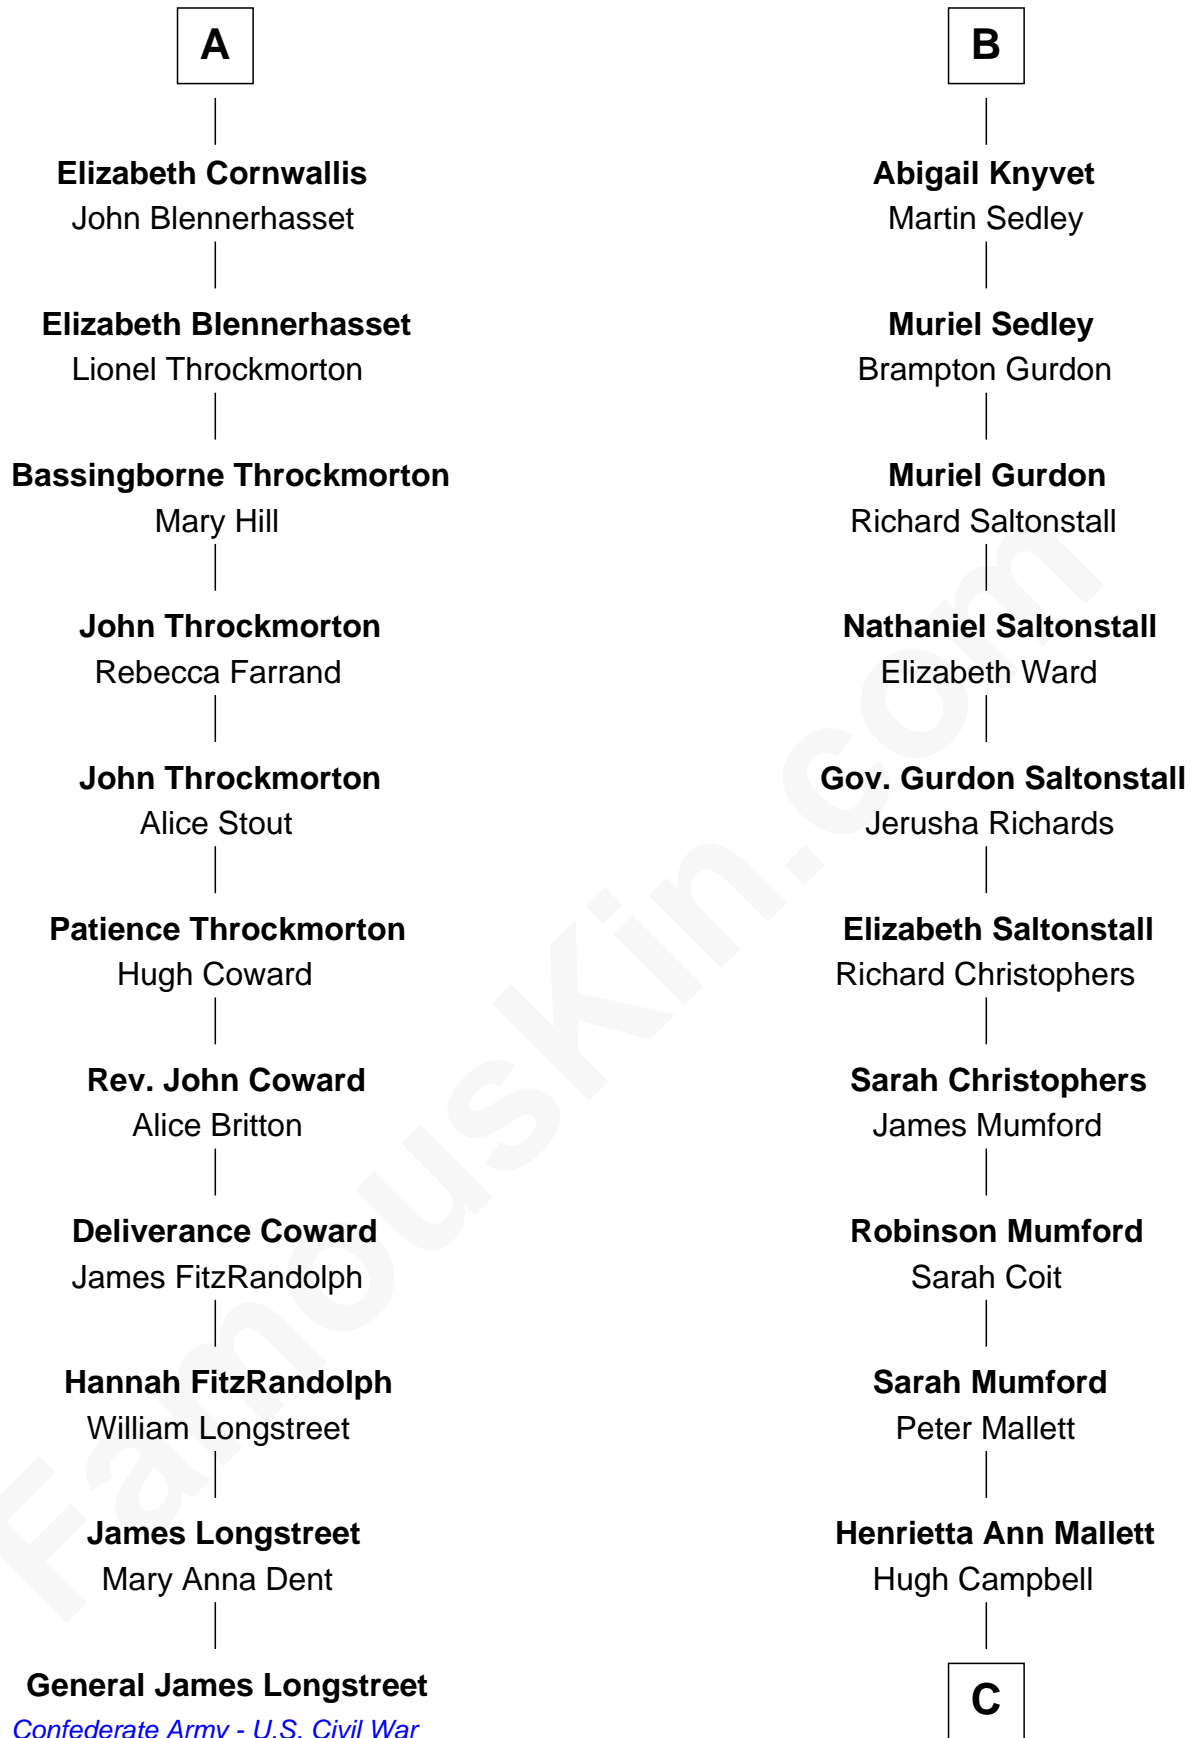 A
Elizabeth Cornwallis
John Blennerhasset
Elizabeth Blennerhasset
Lionel Throckmorton
Bassingborne Throckmorton
Mary Hill
John Throckmorton
Rebecca Farrand
John Throckmorton
Alice Stout
Patience Throckmorton
Hugh Coward
Rev. John Coward
Alice Britton
Deliverance Coward
James FitzRandolph
Hannah FitzRandolph
William Longstreet
James Longstreet
Mary Anna Dent
General James Longstreet
Confederate Army - U.S. Civil War
B
Abigail Knyvet
Martin Sedley
Muriel Sedley
Brampton Gurdon
Muriel Gurdon
Richard Saltonstall
Nathaniel Saltonstall
Elizabeth Ward
Gov. Gurdon Saltonstall
Jerusha Richards
Elizabeth Saltonstall
Richard Christophers
Sarah Christophers
James Mumford
Robinson Mumford
Sarah Coit
Sarah Mumford
Peter Mallett
Henrietta Ann Mallett
Hugh Campbell
C
FamousKin.com